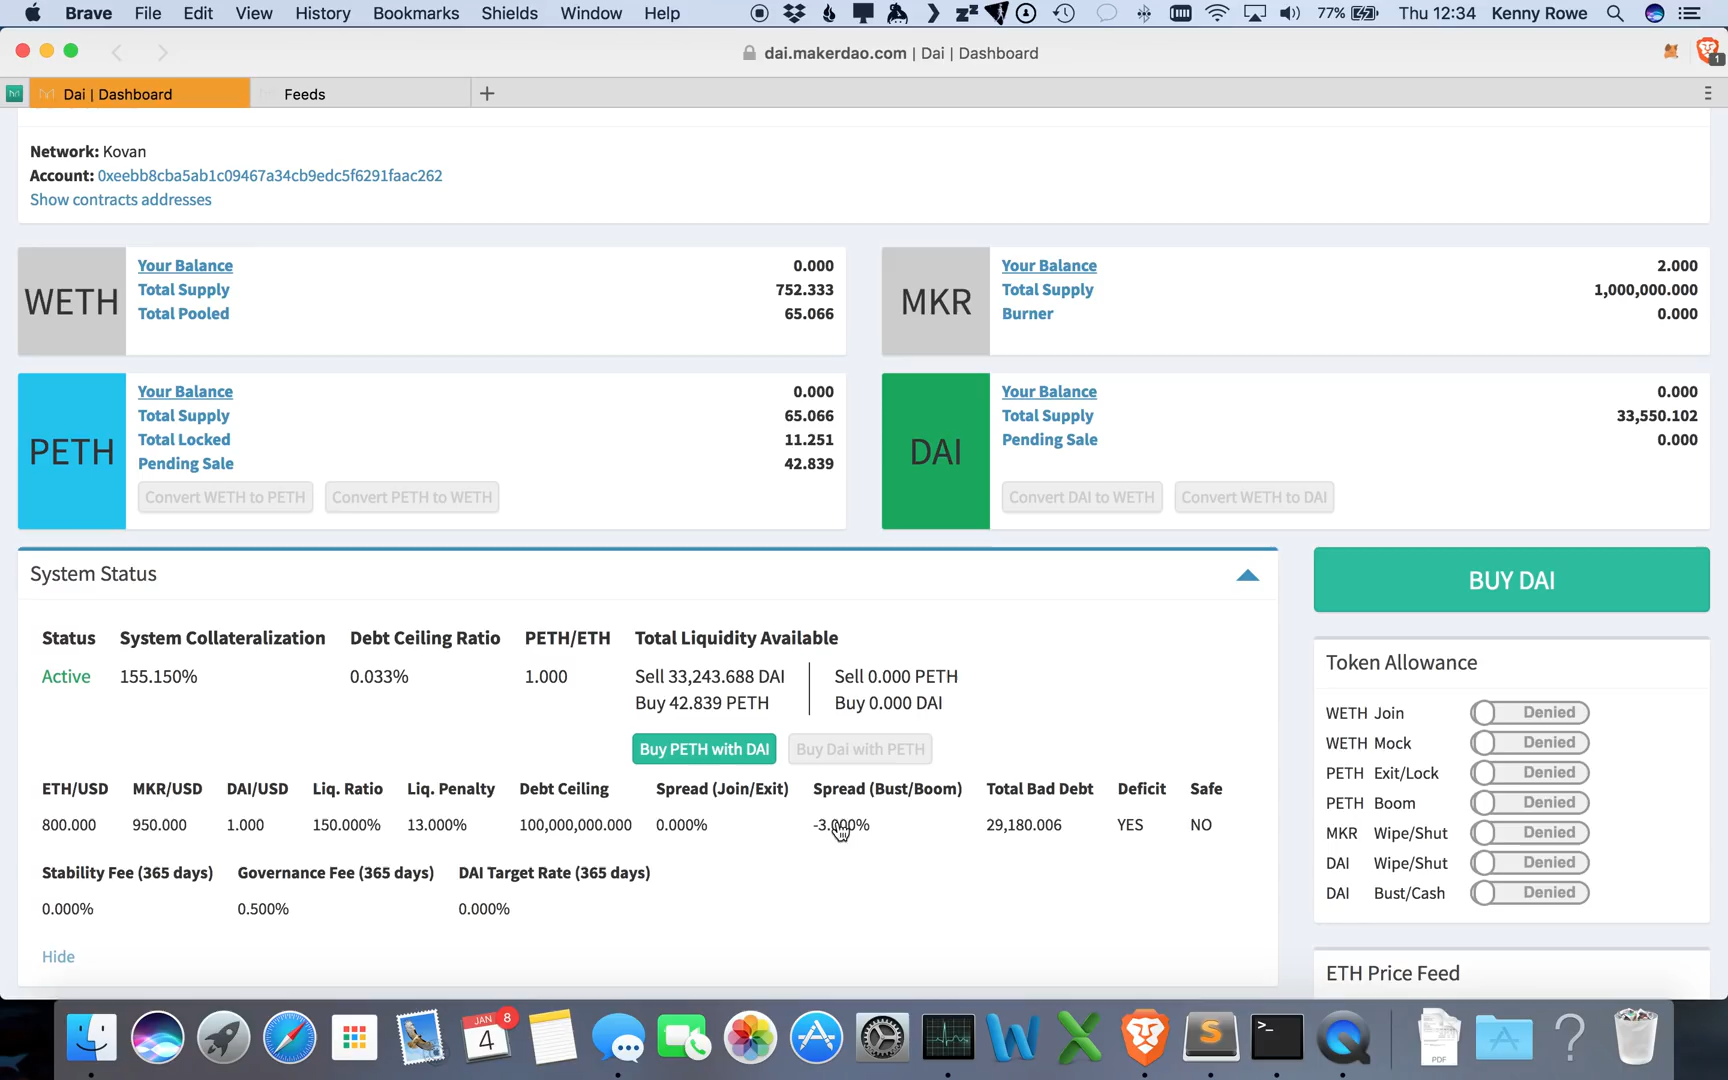 Brave File Edit View History Bookmarks Shields Window Help 77% Thu 12:34 Kenny Rowe
dai.makerdao.com | Dai | Dashboard
1
Dai | Dashboard Feeds
Network: Kovan
Account: 0xeebb8cba5ab1c09467a34cb9edc5f6291faac262
Show contracts addresses
WETH
Your Balance 0.000
Total Supply 752.333
Total Pooled 65.066
MKR
Your Balance 2.000
Total Supply 1,000,000.000
Burner 0.000
PETH
Your Balance 0.000
Total Supply 65.066
Total Locked 11.251
Pending Sale 42.839
Convert WETH to PETH Convert PETH to WETH
DAI
Your Balance 0.000
Total Supply 33,550.102
Pending Sale 0.000
Convert DAI to WETH Convert WETH to DAI
System Status
Status System Collateralization Debt Ceiling Ratio PETH/ETH Total Liquidity Available
Active 155.150% 0.033% 1.000 Sell 33,243.688 DAI Sell 0.000 PETH
Buy 42.839 PETH Buy 0.000 DAI
Buy PETH with DAI Buy Dai with PETH
ETH/USD MKR/USD DAI/USD Liq. Ratio Liq. Penalty Debt Ceiling Spread (Join/Exit) Spread (Bust/Boom) Total Bad Debt Deficit Safe
800.000 950.000 1.000 150.000% 13.000% 100,000,000.000 0.000% -3.000% 29,180.006 YES NO
Stability Fee (365 days) Governance Fee (365 days) DAI Target Rate (365 days)
0.000% 0.500% 0.000%
Hide
BUY DAI
Token Allowance
WETH Join Denied
WETH Mock Denied
PETH Exit/Lock Denied
PETH Boom Denied
MKR Wipe/Shut Denied
DAI Wipe/Shut Denied
DAI Bust/Cash Denied
ETH Price Feed
JAN
4
8
PDF